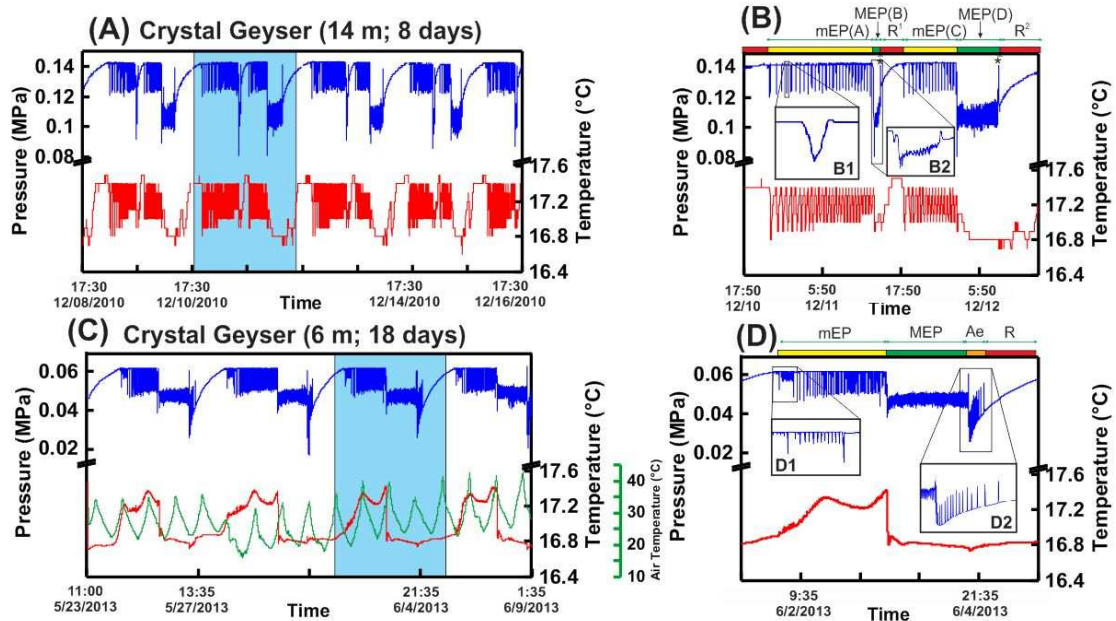 (A) Crystal Geyser (14 m; 8 days)
Pressure (MPa)
0.14
0.12
0.1
0.08
17.6
17.2
16.8
16.4
Temperature (°C)
17:30
12/08/2010
17:30
12/10/2010
Time
17:30
12/14/2010
17:30
12/16/2010
(B)
MEP(B)
MEP(D)
mEP(A)
R¹
mEP(C)
R²
*
*
Pressure (MPa)
0.14
0.12
0.1
0.08
B1
B2
17.6
17.2
16.8
16.4
Temperature (°C)
17:50
12/10
5:50
12/11
Time
17:50
5:50
12/12
(C) Crystal Geyser (6 m; 18 days)
Pressure (MPa)
0.06
0.04
0.02
17.6
17.2
16.8
16.4
Temperature (°C)
40
30
20
10
Air Temperature (°C)
11:00
5/23/2013
13:35
5/27/2013
Time
21:35
6/4/2013
1:35
6/9/2013
(D)
mEP
MEP
Ae
R
Pressure (MPa)
0.06
0.04
0.02
D1
D2
17.6
17.2
16.8
16.4
Temperature (°C)
9:35
6/2/2013
Time
21:35
6/4/2013